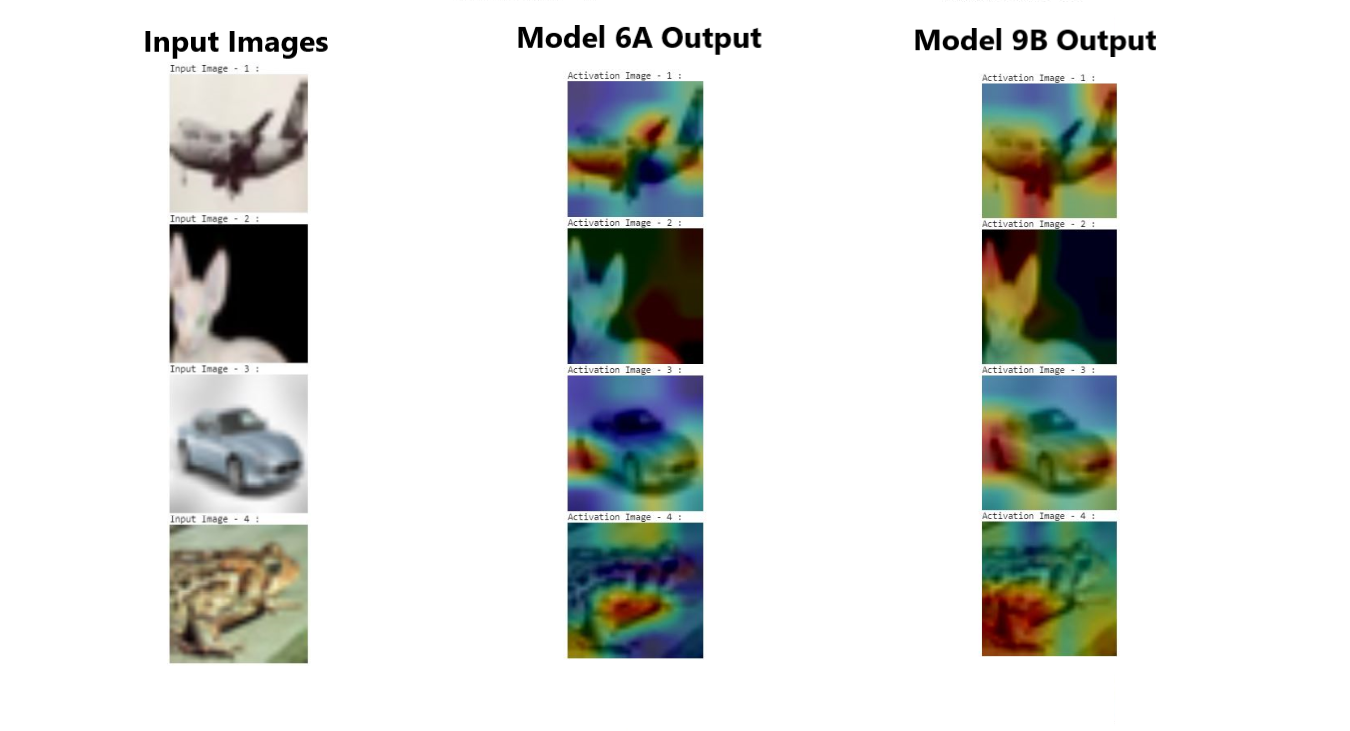 Input Images
Model 6A Output
Model 9B Output
Input Image - 1 :
Activation Image - 1 :
Activation Image - 1 :
Input Image - 2 :
Activation Image - 2 :
Activation Image - 2 :
Input Image - 3 :
Activation Image - 3 :
Activation Image - 3 :
Input Image - 4 :
Activation Image - 4 :
Activation Image - 4 :